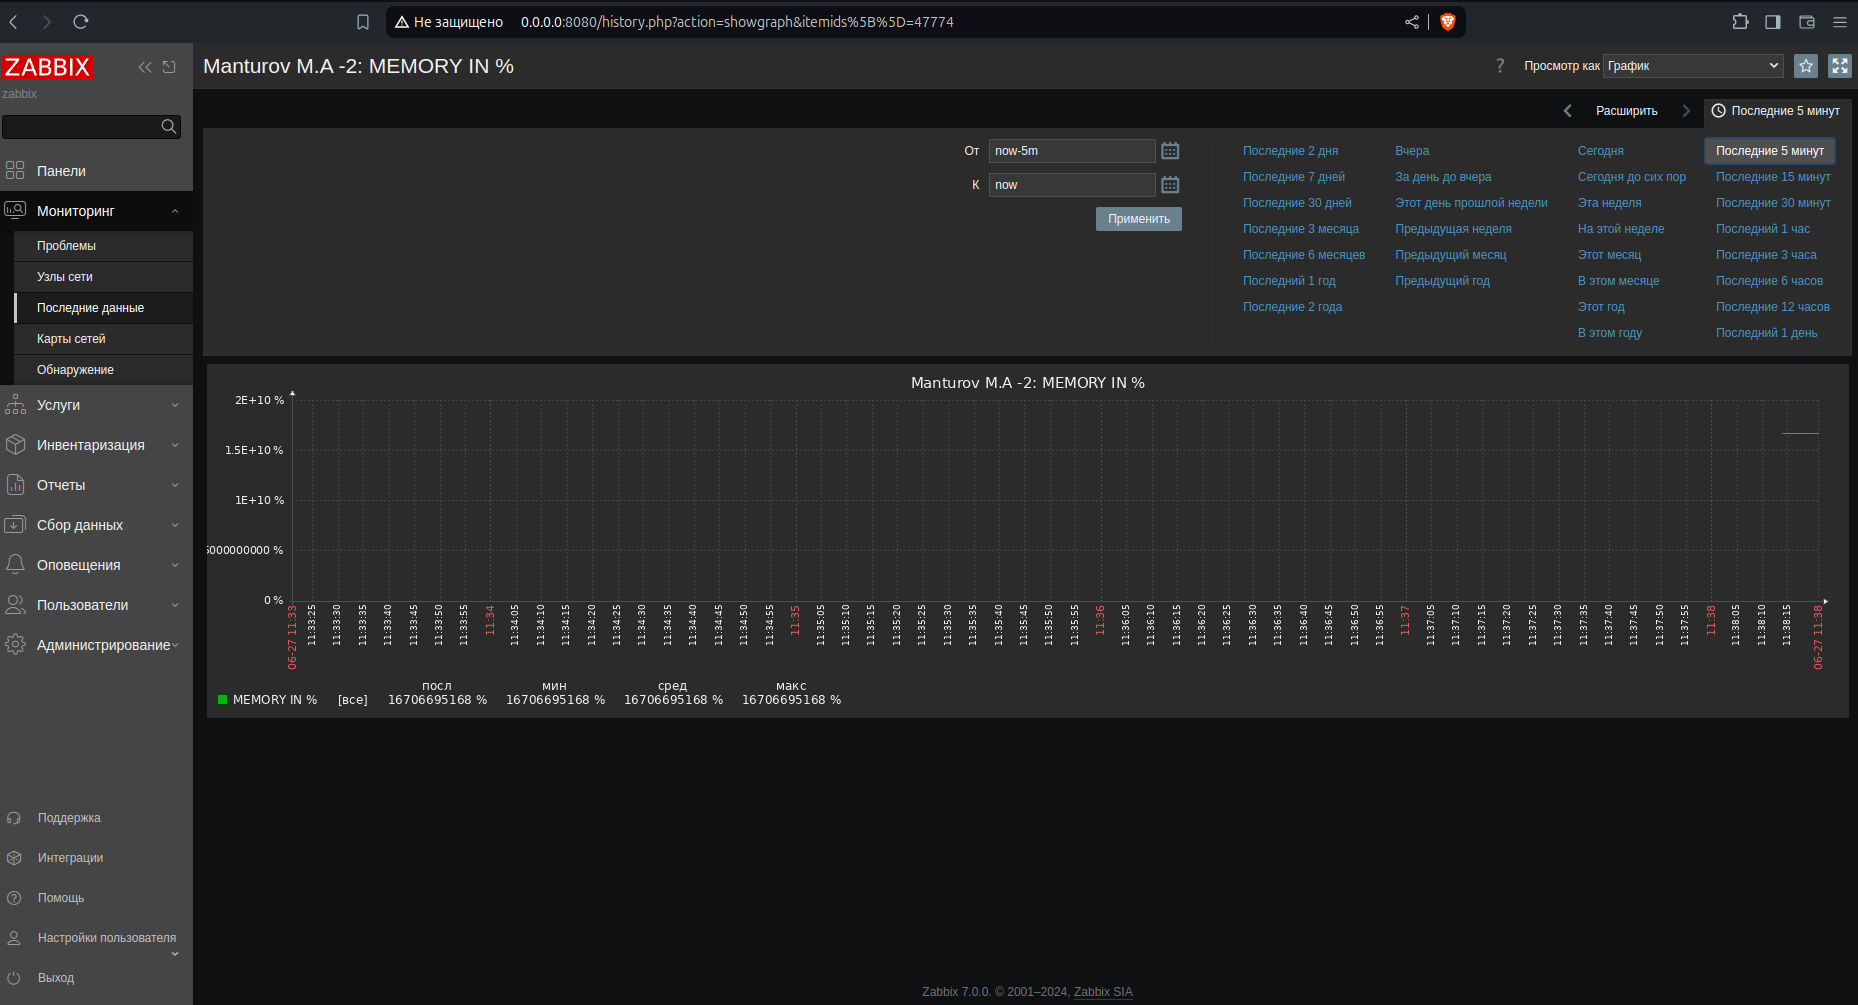 Не защищено 0.0.0.0:8080/history.php?action=showgraph&itemids%5B%5D=47774
ZABBIX
zabbix
Панели
Мониторинг
Проблемы
Узлы сети
Последние данные
Карты сетей
Обнаружение
Услуги
Инвентаризация
Отчеты
Сбор данных
Оповещения
Пользователи
Администрирование
Поддержка
Интеграции
Помощь
Настройки пользователя
Выход
Manturov M.A -2: MEMORY IN %
? Просмотр как График
Расширить Последние 5 минут
От now-5m
К now
Применить
Последние 2 дня Вчера Сегодня Последние 5 минут
Последние 7 дней За день до вчера Сегодня до сих пор Последние 15 минут
Последние 30 дней Этот день прошлой недели Эта неделя Последние 30 минут
Последние 3 месяца Предыдущая неделя На этой неделе Последний 1 час
Последние 6 месяцев Предыдущий месяц Этот месяц Последние 3 часа
Последний 1 год Предыдущий год В этом месяце Последние 6 часов
Последние 2 года Этот год Последние 12 часов
В этом году Последний 1 день
Manturov M.A -2: MEMORY IN %
2E+10 %
1.5E+10 %
1E+10 %
5000000000 %
0 %
06-27 11:33 11:33:25 11:33:30 11:33:35 11:33:40 11:33:45 11:33:50 11:33:55 11:34 11:34:05 11:34:10 11:34:15 11:34:20 11:34:25 11:34:30 11:34:35 11:34:40 11:34:45 11:34:50 11:34:55 11:35 11:35:05 11:35:10 11:35:15 11:35:20 11:35:25 11:35:30 11:35:35 11:35:40 11:35:45 11:35:50 11:35:55 11:36 11:36:05 11:36:10 11:36:15 11:36:20 11:36:25 11:36:30 11:36:35 11:36:40 11:36:45 11:36:50 11:36:55 11:37 11:37:05 11:37:10 11:37:15 11:37:20 11:37:25 11:37:30 11:37:35 11:37:40 11:37:45 11:37:50 11:37:55 11:38 11:38:05 11:38:10 11:38:15 06-27 11:38
посл мин сред макс
MEMORY IN % [все] 16706695168 % 16706695168 % 16706695168 % 16706695168 %
Zabbix 7.0.0. © 2001–2024, Zabbix SIA